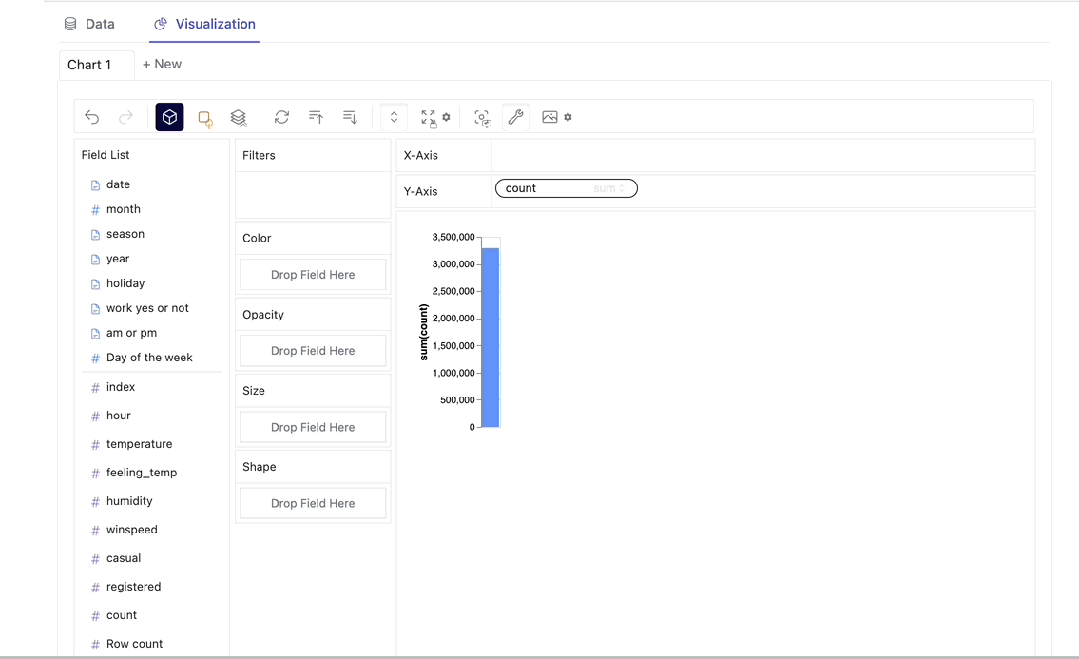 Data
Visualization
Chart 1
+ New
Field List
date
month
season
year
holiday
work yes or not
am or pm
Day of the week
index
hour
temperature
feeling_temp
humidity
winspeed
casual
registered
count
Row count
Filters
Color
Drop Field Here
Opacity
Drop Field Here
Size
Drop Field Here
Shape
Drop Field Here
X-Axis
Y-Axis
count
sum
sum(count)
3,500,000
3,000,000
2,500,000
2,000,000
1,500,000
1,000,000
500,000
0